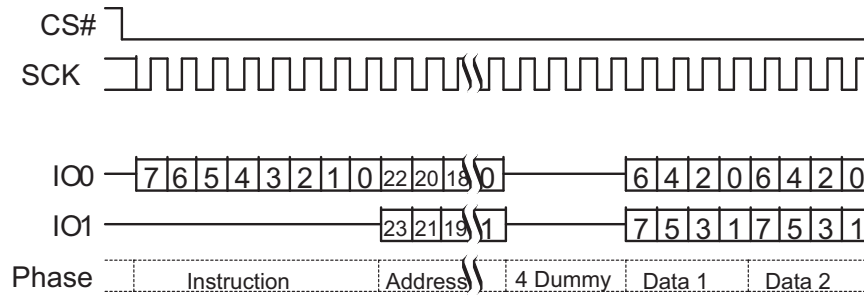 CS#
SCK
IO0 7 6 5 4 3 2 1 0 22 20 18 0 6 4 2 0 6 4 2 0
IO1 23 21 19 1 7 5 3 1 7 5 3 1
Phase Instruction Address 4 Dummy Data 1 Data 2